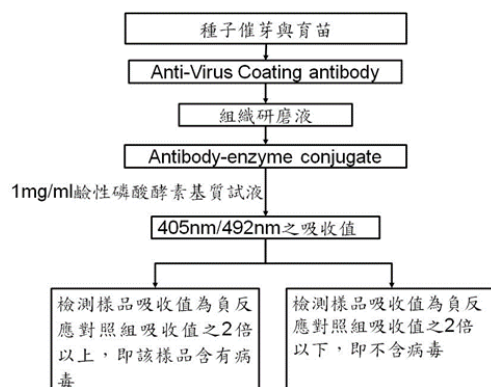 種子催芽與育苗
Anti-Virus Coating antibody
組織研磨液
Antibody-enzyme conjugate
1mg/ml鹼性磷酸酵素基質試液
405nm/492nm之吸收值
檢測樣品吸收值為負反
應對照組吸收值之2倍
以上，即該樣品含有病
毒
檢測樣品吸收值為負反
應對照組吸收值之2倍
以下，即不含病毒